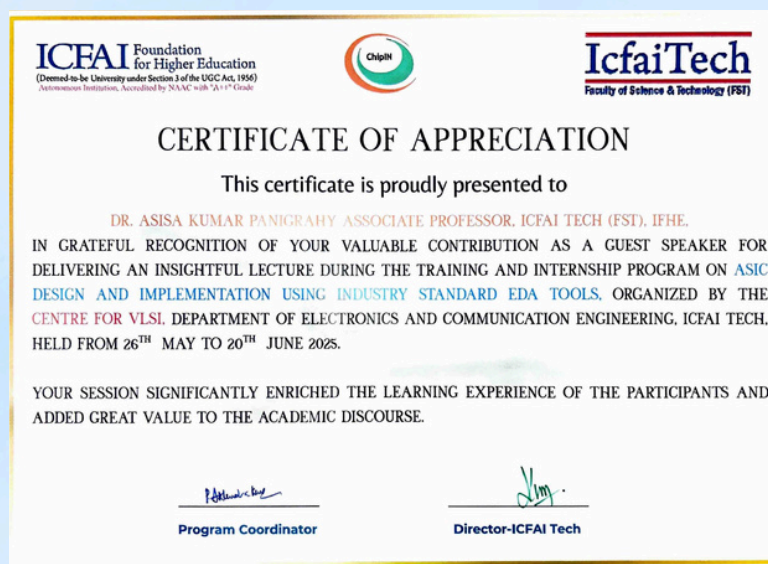 ICFAI Foundation
for Higher Education
(Deemed-to-be University under Section 3 of the UGC Act, 1956)
Autonomous Institution, Accredited by NAAC with "A++" Grade
ChipIN
IcfaiTech
Faculty of Science & Technology (FST)
CERTIFICATE OF APPRECIATION
This certificate is proudly presented to
DR. ASISA KUMAR PANIGRAHY ASSOCIATE PROFESSOR, ICFAI TECH (FST), IFHE,
IN GRATEFUL RECOGNITION OF YOUR VALUABLE CONTRIBUTION AS A GUEST SPEAKER FOR
DELIVERING AN INSIGHTFUL LECTURE DURING THE TRAINING AND INTERNSHIP PROGRAM ON ASIC
DESIGN AND IMPLEMENTATION USING INDUSTRY STANDARD EDA TOOLS, ORGANIZED BY THE
CENTRE FOR VLSI, DEPARTMENT OF ELECTRONICS AND COMMUNICATION ENGINEERING, ICFAI TECH,
HELD FROM 26TH MAY TO 20TH JUNE 2025.
YOUR SESSION SIGNIFICANTLY ENRICHED THE LEARNING EXPERIENCE OF THE PARTICIPANTS AND
ADDED GREAT VALUE TO THE ACADEMIC DISCOURSE.
Program Coordinator
Director-ICFAI Tech